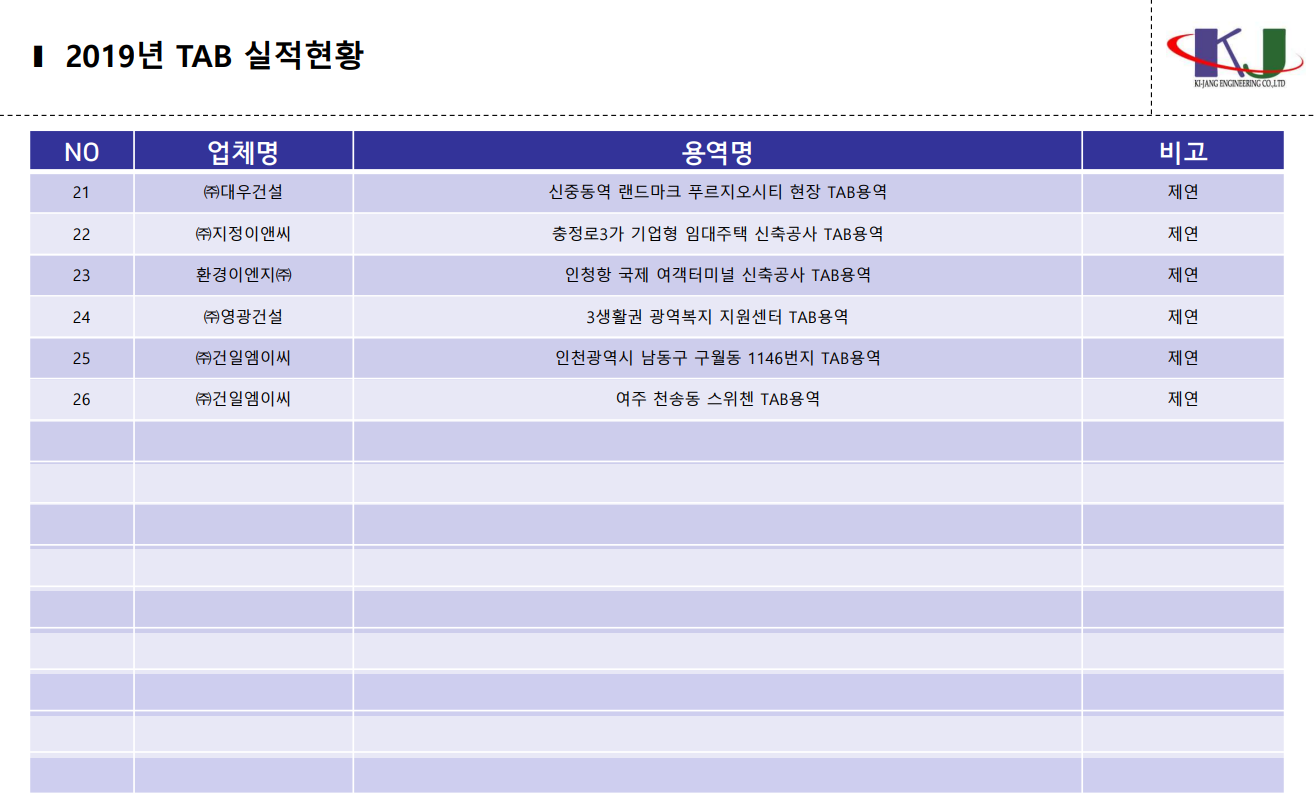 2019년 TAB 실적현황
KJ
KI-JANG ENGINEERING CO.,LTD
NO 업체명 용역명 비고
21 ㈜대우건설 신중동역 랜드마크 푸르지오시티 현장 TAB용역 제연
22 ㈜지정이앤씨 충정로3가 기업형 임대주택 신축공사 TAB용역 제연
23 환경이엔지㈜ 인청항 국제 여객터미널 신축공사 TAB용역 제연
24 ㈜영광건설 3생활권 광역복지 지원센터 TAB용역 제연
25 ㈜건일엠이씨 인천광역시 남동구 구월동 1146번지 TAB용역 제연
26 ㈜건일엠이씨 여주 천송동 스위첸 TAB용역 제연